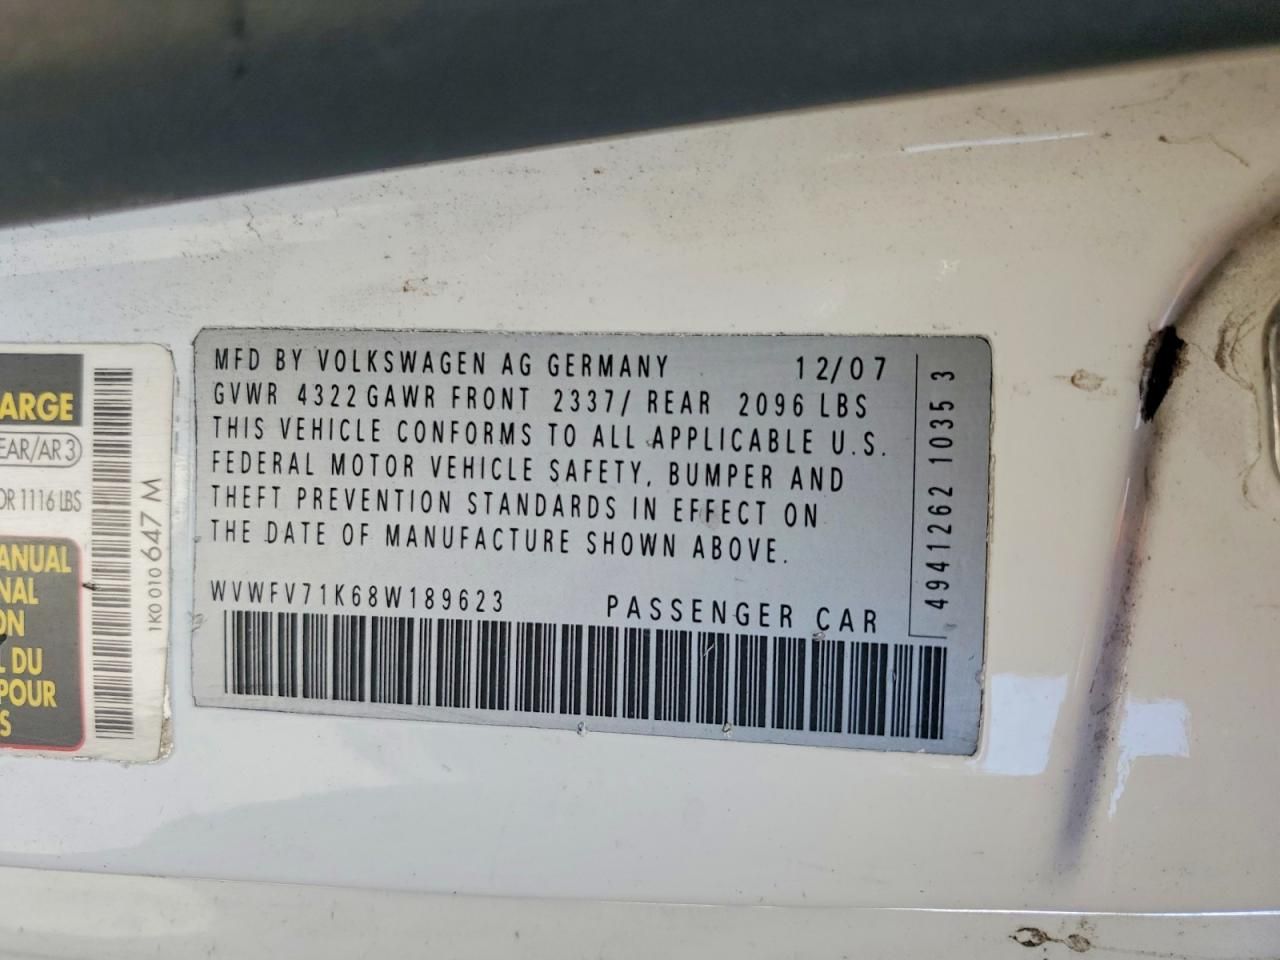 ARGE
EAR/AR 3
OR 1116 LBS
ANUAL
NAL
ON
L DU
POUR
S
1K0 010 647 M
MFD BY VOLKSWAGEN AG GERMANY 12/07
GVWR 4322 GAWR FRONT 2337/ REAR 2096 LBS
THIS VEHICLE CONFORMS TO ALL APPLICABLE U.S.
FEDERAL MOTOR VEHICLE SAFETY, BUMPER AND
THEFT PREVENTION STANDARDS IN EFFECT ON
THE DATE OF MANUFACTURE SHOWN ABOVE.
WVWFV71K68W189623 PASSENGER CAR
4941262 1035 3